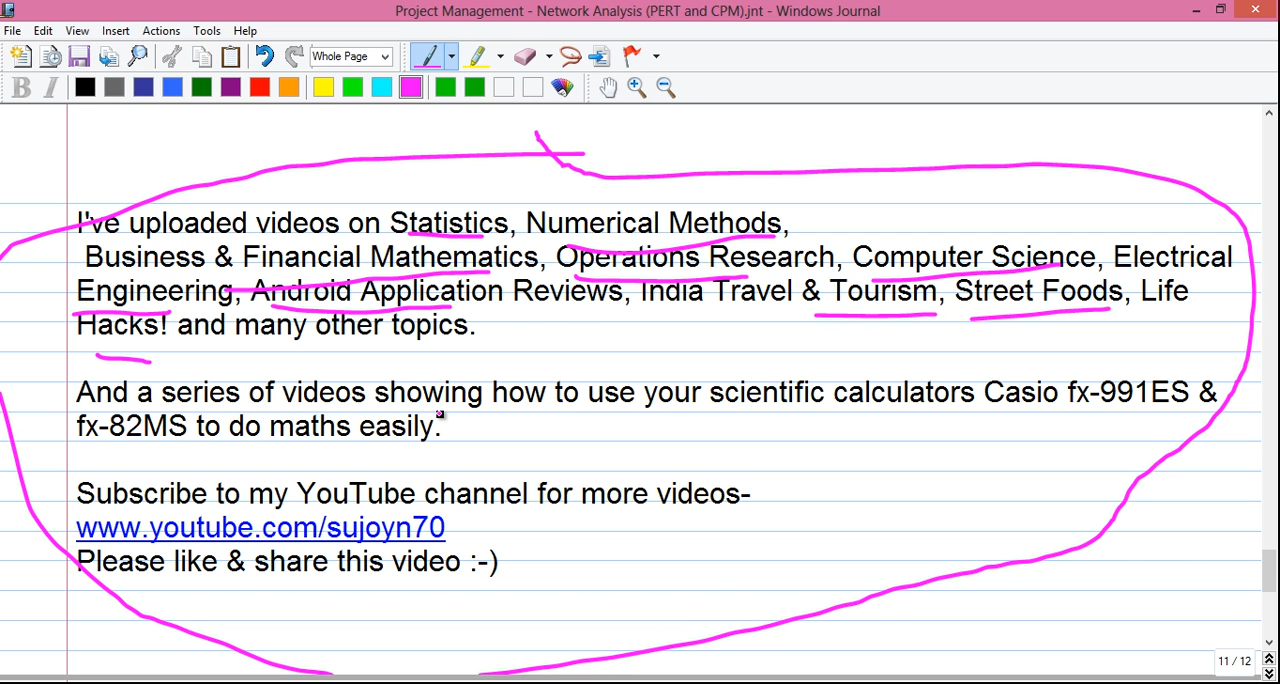 Project Management - Network Analysis (PERT and CPM).jnt - Windows Journal
File Edit View Insert Actions Tools Help
Whole Page
B I
I've uploaded videos on Statistics, Numerical Methods,
Business & Financial Mathematics, Operations Research, Computer Science, Electrical
Engineering, Android Application Reviews, India Travel & Tourism, Street Foods, Life
Hacks! and many other topics.
And a series of videos showing how to use your scientific calculators Casio fx-991ES &
fx-82MS to do maths easily.
Subscribe to my YouTube channel for more videos-
www.youtube.com/sujoyn70
Please like & share this video :-)
11 / 12